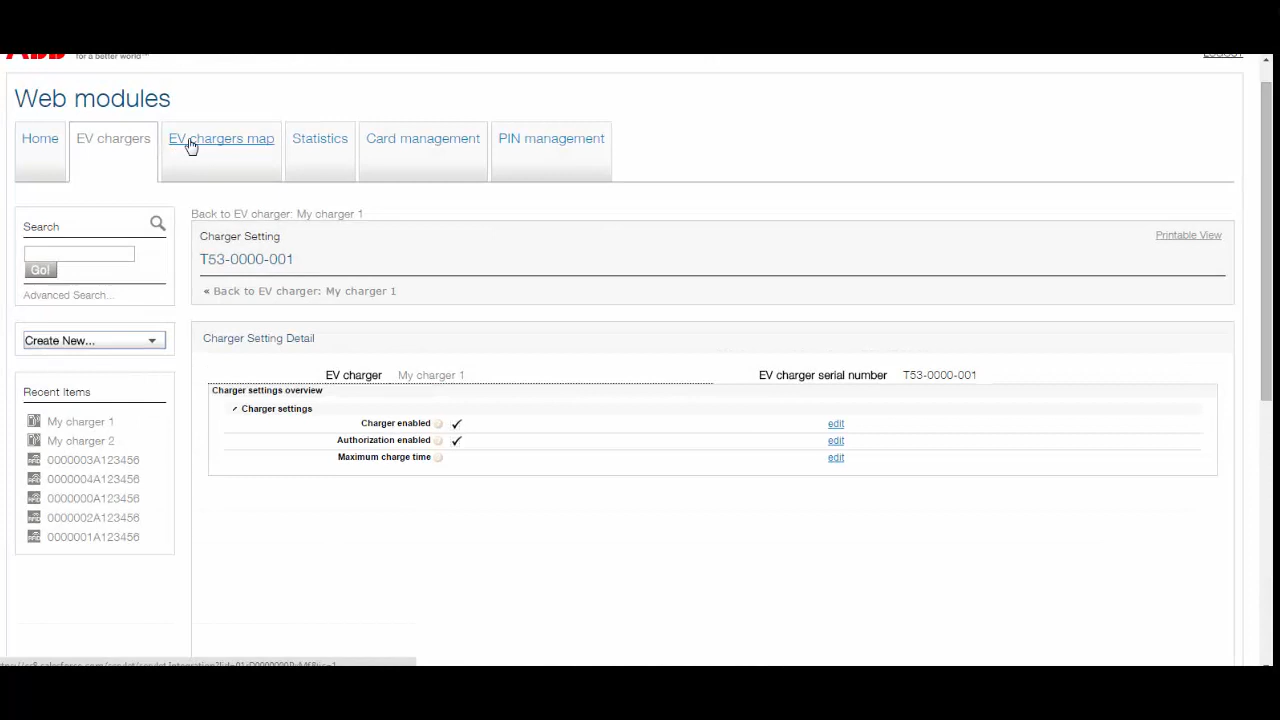 for a better world™
Web modules
Home
EV chargers
EV chargers map
Statistics
Card management
PIN management
Search
Go!
Advanced Search...
Create New...
Recent Items
My charger 1
My charger 2
0000003A123456
0000004A123456
0000000A123456
0000002A123456
0000001A123456
Back to EV charger: My charger 1
Charger Setting
Printable View
T53-0000-001
« Back to EV charger: My charger 1
Charger Setting Detail
EV charger My charger 1 EV charger serial number T53-0000-001
Charger settings overview
Charger settings
Charger enabled edit
Authorization enabled edit
Maximum charge time edit